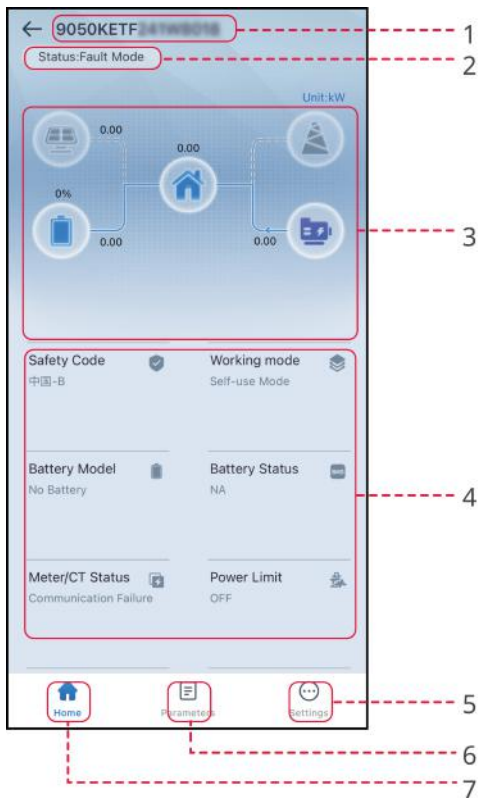 9050KETF
1
Status:Fault Mode
2
Unit:kW
0.00
0.00
0%
0.00
0.00
3
Safety Code
Working mode
中国-B
Self-use Mode
Battery Model
Battery Status
No Battery
NA
4
Meter/CT Status
Power Limit
Communication Failure
OFF
5
Home
Parameters
Settings
6
7